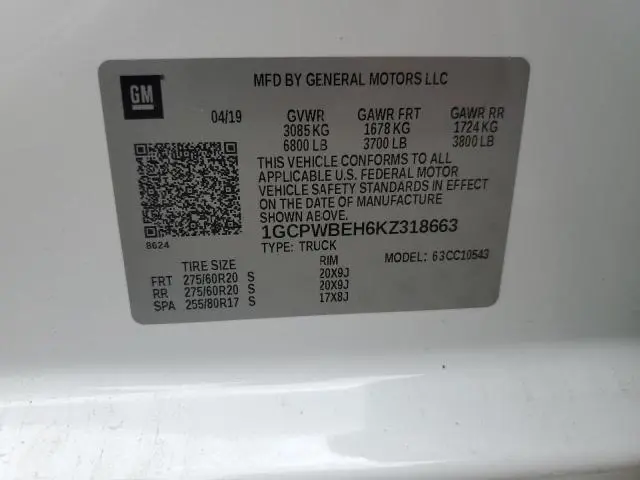 GM
MFD BY GENERAL MOTORS LLC
04/19 GVWR GAWR FRT GAWR RR
3085 KG 1678 KG 1724 KG
6800 LB 3700 LB 3800 LB
THIS VEHICLE CONFORMS TO ALL
APPLICABLE U.S. FEDERAL MOTOR
VEHICLE SAFETY STANDARDS IN EFFECT
ON THE DATE OF MANUFACTURE
SHOWN ABOVE.
1GCPWBEH6KZ318663
8624
TYPE: TRUCK MODEL: 63CC10543
TIRE SIZE RIM
FRT 275/60R20 S 20X9J
RR 275/60R20 S 20X9J
SPA 255/80R17 S 17X8J